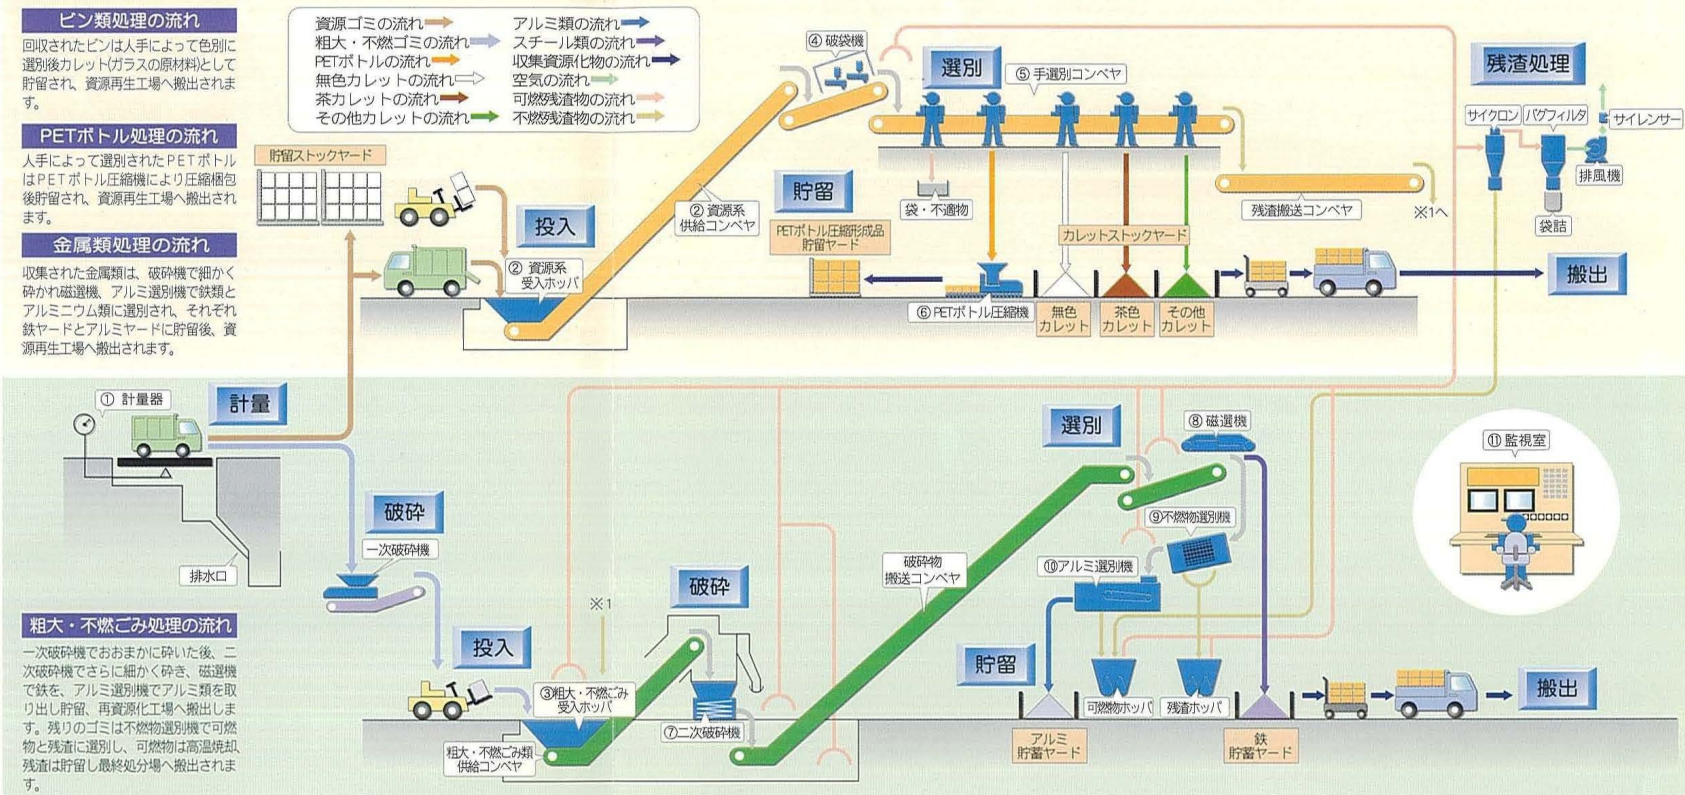 ビン類処理の流れ
回収されたビンは人手によって色別に
選別後カレット(ガラスの原材料)として
貯留され、資源再生工場へ搬出されま
す。
PETボトル処理の流れ
人手によって選別されたPETボトル
はPETボトル圧縮機により圧縮梱包
後貯留され、資源再生工場へ搬出され
ます。
金属類処理の流れ
収集された金属類は、破砕機で細かく
砕かれ磁選機、アルミ選別機で鉄類と
アルミニウム類に選別され、それぞれ
鉄ヤードとアルミヤードに貯留後、資
源再生工場へ搬出されます。
資源ゴミの流れ
粗大・不燃ゴミの流れ
PETボトルの流れ
無色カレットの流れ
茶カレットの流れ
その他カレットの流れ
アルミ類の流れ
スチール類の流れ
収集資源化物の流れ
空気の流れ
可燃残渣物の流れ
不燃残渣物の流れ
④ 破袋機
選別
⑤ 手選別コンベヤ
残渣処理
サイクロン
バグフィルタ
サイレンサー
排風機
袋詰
貯留ストックヤード
投入
② 資源系
受入ホッパ
② 資源系
供給コンベヤ
貯留
PETボトル圧縮形成品
貯留ヤード
袋・不適物
カレットストックヤード
残渣搬送コンベヤ
※1へ
⑥PETボトル圧縮機
無色
カレット
茶色
カレット
その他
カレット
搬出
① 計量器
計量
排水口
破砕
一次破砕機
投入
※1
③粗大・不燃ごみ
受入ホッパ
粗大・不燃ごみ類
供給コンベヤ
破砕
⑦二次破砕機
破砕物
搬送コンベヤ
選別
⑧ 磁選機
⑨不燃物選別機
⑩アルミ選別機
貯留
可燃物ホッパ
残渣ホッパ
アルミ
貯蓄ヤード
鉄
貯蓄ヤード
搬出
⑪ 監視室
粗大・不燃ごみ処理の流れ
一次破砕機でおおまかに砕いた後、二
次破砕機でさらに細かく砕き、磁選機
で鉄を、アルミ選別機でアルミ類を取
り出し貯留、再資源化工場へ搬出しま
す。残りのゴミは不燃物選別機で可燃
物と残渣に選別し、可燃物は高温焼却、
残渣は貯留し最終処分場へ搬出されま
す。